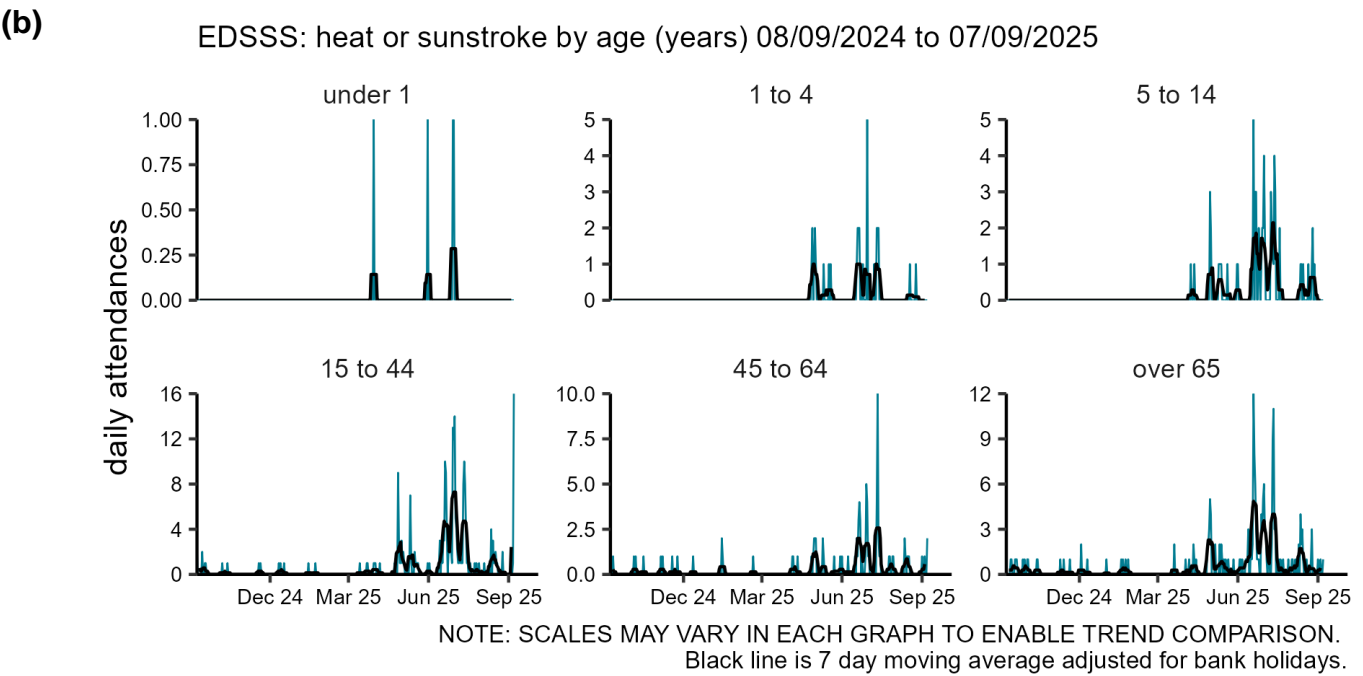 (b)
EDSSS: heat or sunstroke by age (years) 08/09/2024 to 07/09/2025
under 1
1 to 4
5 to 14
1.00
0.75
0.50
0.25
0.00
5
4
3
2
1
0
5
4
3
2
1
0
daily attendances
15 to 44
45 to 64
over 65
16
12
8
4
0
10.0
7.5
5.0
2.5
0.0
12
9
6
3
0
Dec 24 Mar 25 Jun 25 Sep 25
Dec 24 Mar 25 Jun 25 Sep 25
Dec 24 Mar 25 Jun 25 Sep 25
NOTE: SCALES MAY VARY IN EACH GRAPH TO ENABLE TREND COMPARISON.
Black line is 7 day moving average adjusted for bank holidays.